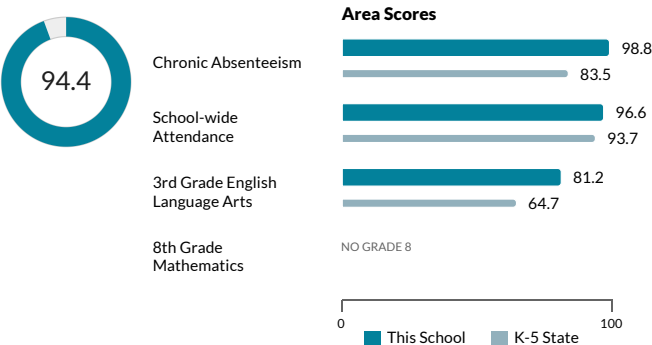 94.4
Area Scores
Chronic Absenteeism
98.8
83.5
School-wide
Attendance
96.6
93.7
3rd Grade English
Language Arts
81.2
64.7
8th Grade
Mathematics
NO GRADE 8
0
100
This School
K-5 State